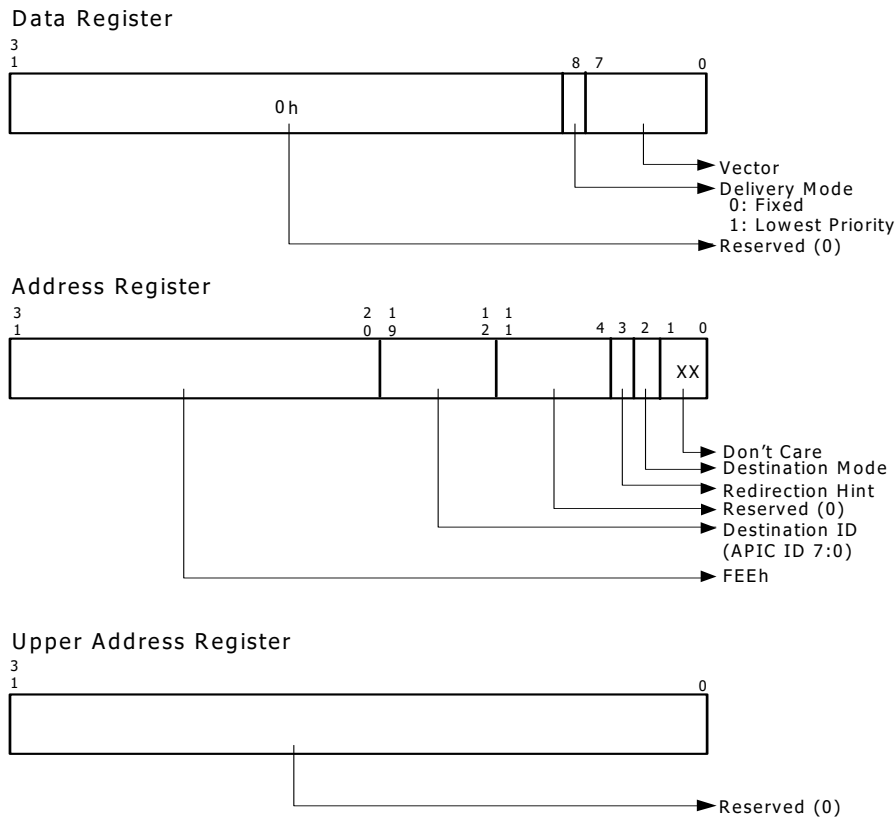 Data Register
3
1 8 7 0
0h
Vector
Delivery Mode
0: Fixed
1: Lowest Priority
Reserved (0)
Address Register
3 2 1 1 1
1 0 9 2 1 4 3 2 1 0
XX
Don't Care
Destination Mode
Redirection Hint
Reserved (0)
Destination ID
(APIC ID 7:0)
FEEh
Upper Address Register
3
1 0
Reserved (0)